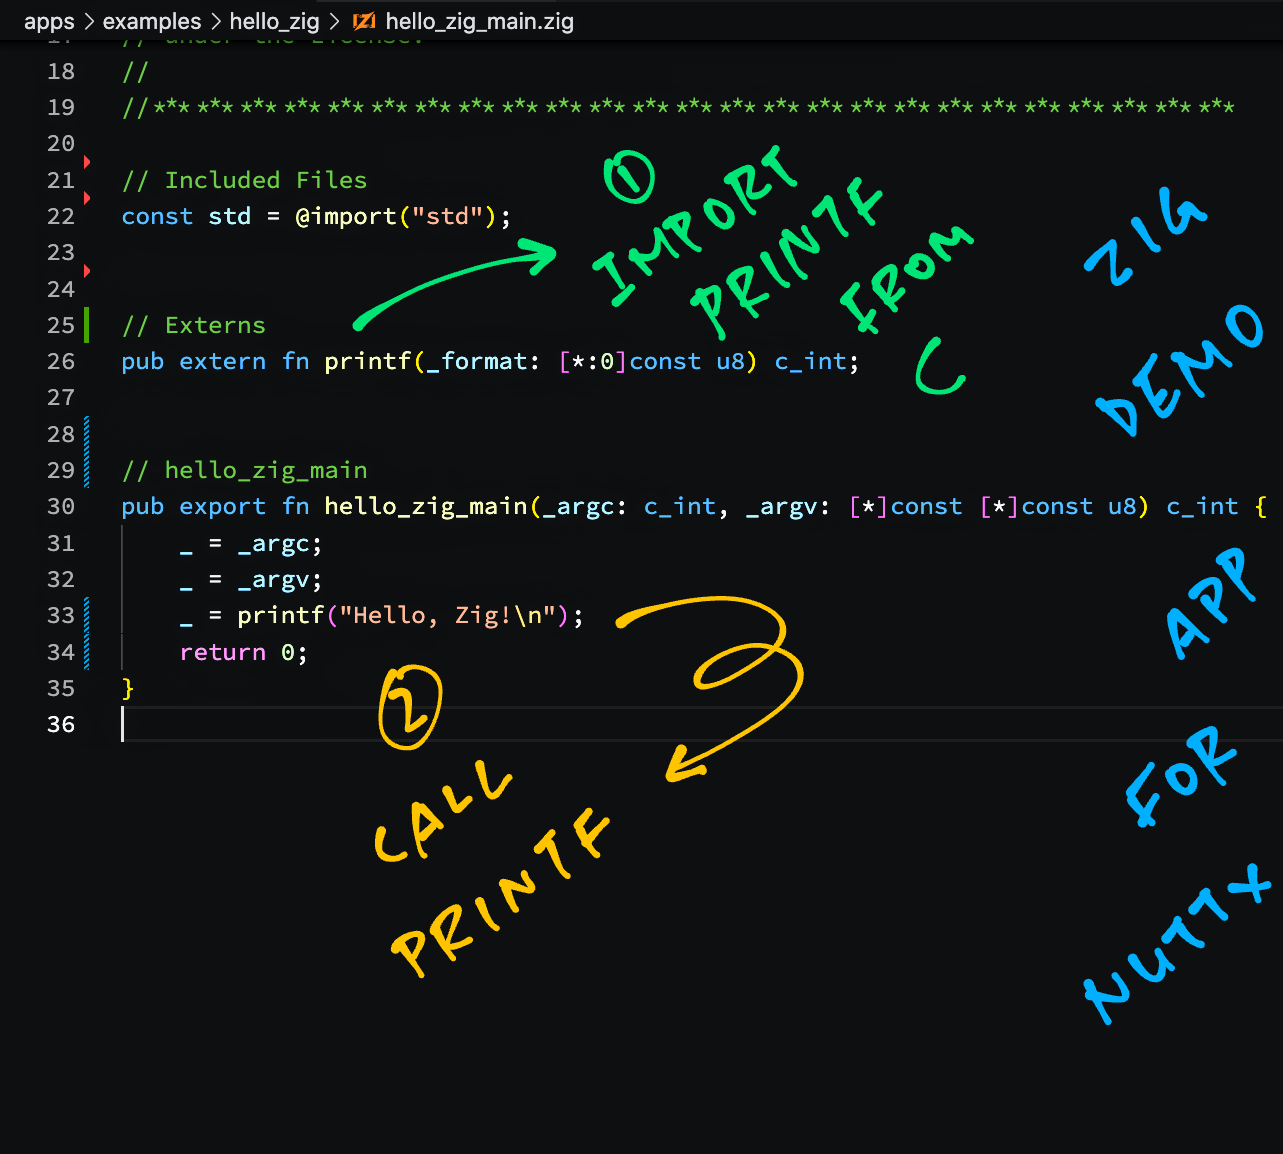 apps > examples > hello_zig > hello_zig_main.zig
17 // under the License.
18 //
19 //***************************************************************************
20
21 // Included Files
22 const std = @import("std");
23
24
25 // Externs
26 pub extern fn printf(_format: [*:0]const u8) c_int;
27
28
29 // hello_zig_main
30 pub export fn hello_zig_main(_argc: c_int, _argv: [*]const [*]const u8) c_int {
31 _ = _argc;
32 _ = _argv;
33 _ = printf("Hello, Zig!\n");
34 return 0;
35 }
36
1
IMPORT
PRINTF
FROM
C
2
CALL
PRINTF
ZIG
DEMO
APP
FOR
NUTTX